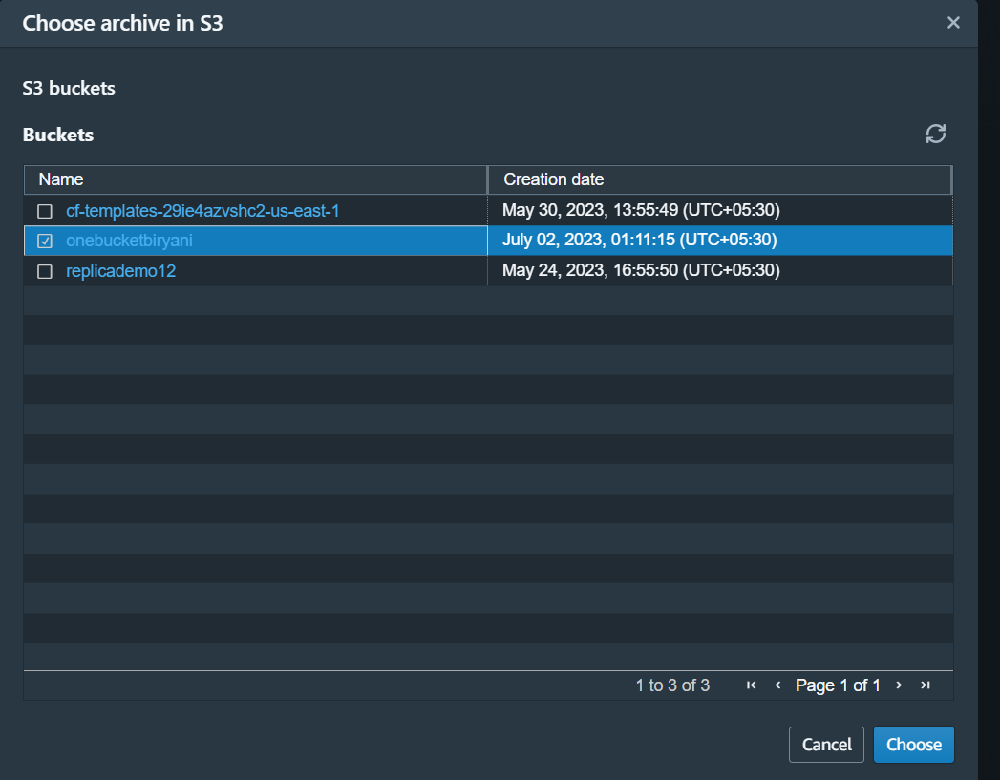 Choose archive in S3
S3 buckets
Buckets
Name Creation date
cf-templates-29ie4azvshc2-us-east-1 May 30, 2023, 13:55:49 (UTC+05:30)
onebucketbiryani July 02, 2023, 01:11:15 (UTC+05:30)
replicademo12 May 24, 2023, 16:55:50 (UTC+05:30)
1 to 3 of 3 Page 1 of 1
Cancel Choose